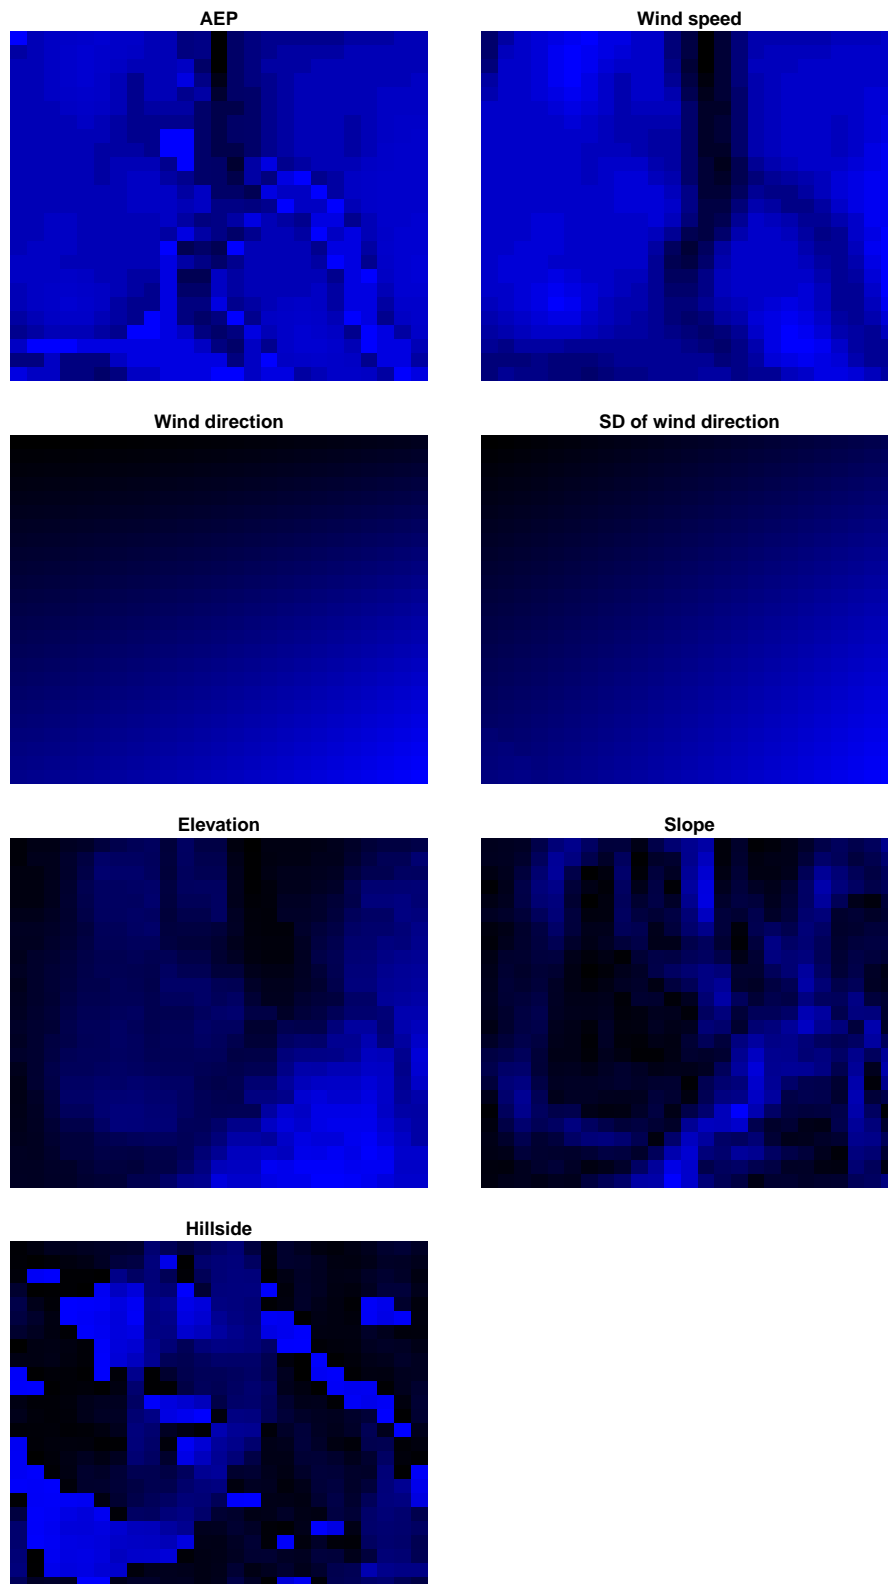 AEP
Wind speed
Wind direction
SD of wind direction
Elevation
Slope
Hillside